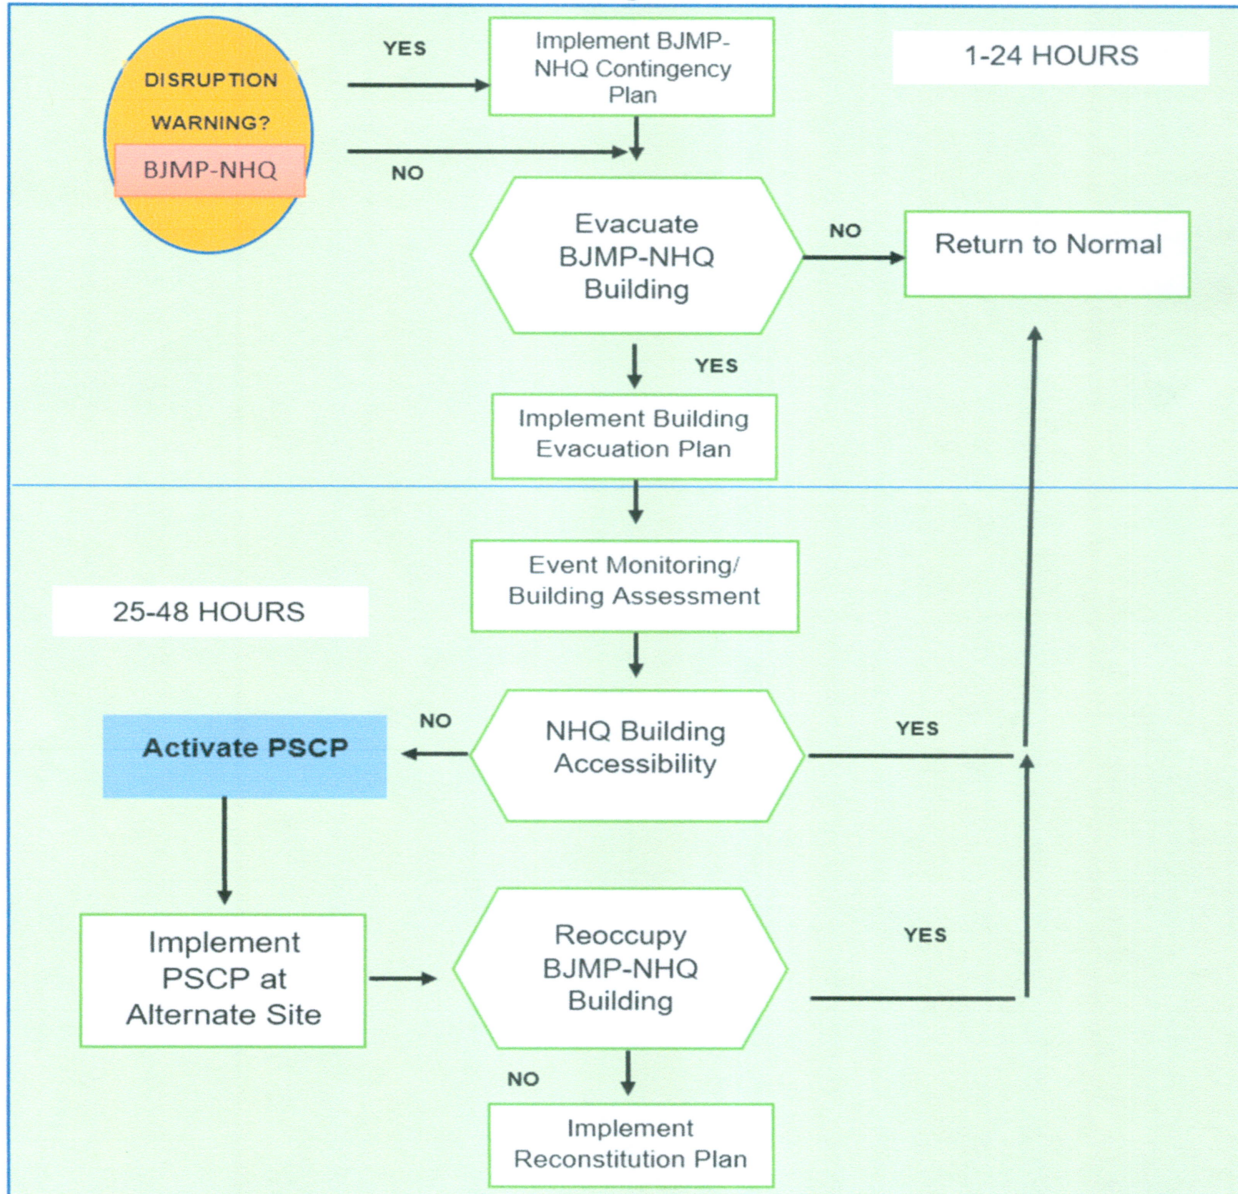 YES
Implement BJMP-
NHQ Contingency
Plan
1-24 HOURS
DISRUPTION
WARNING?
BJMP-NHQ
NO
Evacuate
BJMP-NHQ
Building
NO
Return to Normal
YES
Implement Building
Evacuation Plan
Event Monitoring/
Building Assessment
25-48 HOURS
NO
NHQ Building
Accessibility
YES
Activate PSCP
Implement
PSCP at
Alternate Site
Reoccupy
BJMP-NHQ
Building
YES
NO
Implement
Reconstitution Plan